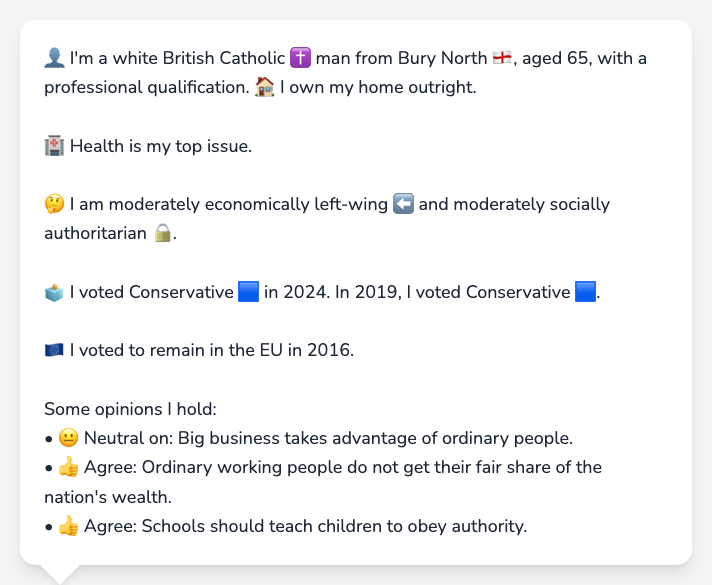 👤 I'm a white British Catholic ✝️ man from Bury North 🏴󠁧󠁢󠁥󠁮󠁧󠁿, aged 65, with a
professional qualification. 🏠 I own my home outright.
🏥 Health is my top issue.
🤔 I am moderately economically left-wing ⬅️ and moderately socially
authoritarian 🔒.
🗳️ I voted Conservative 🟦 in 2024. In 2019, I voted Conservative 🟦.
🇪🇺 I voted to remain in the EU in 2016.
Some opinions I hold:
• 😐 Neutral on: Big business takes advantage of ordinary people.
• 👍 Agree: Ordinary working people do not get their fair share of the
nation's wealth.
• 👍 Agree: Schools should teach children to obey authority.